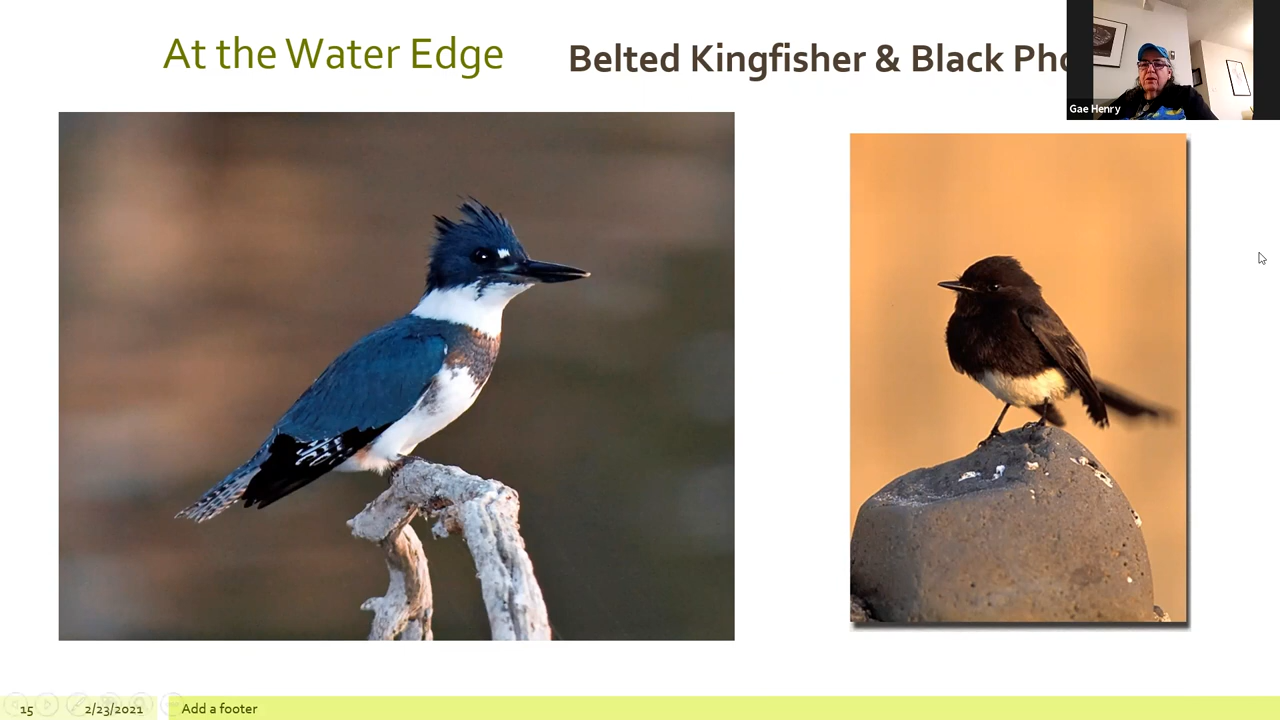 At the Water Edge
Belted Kingfisher & Black Pho
Gae Henry
15 2/23/2021 Add a footer